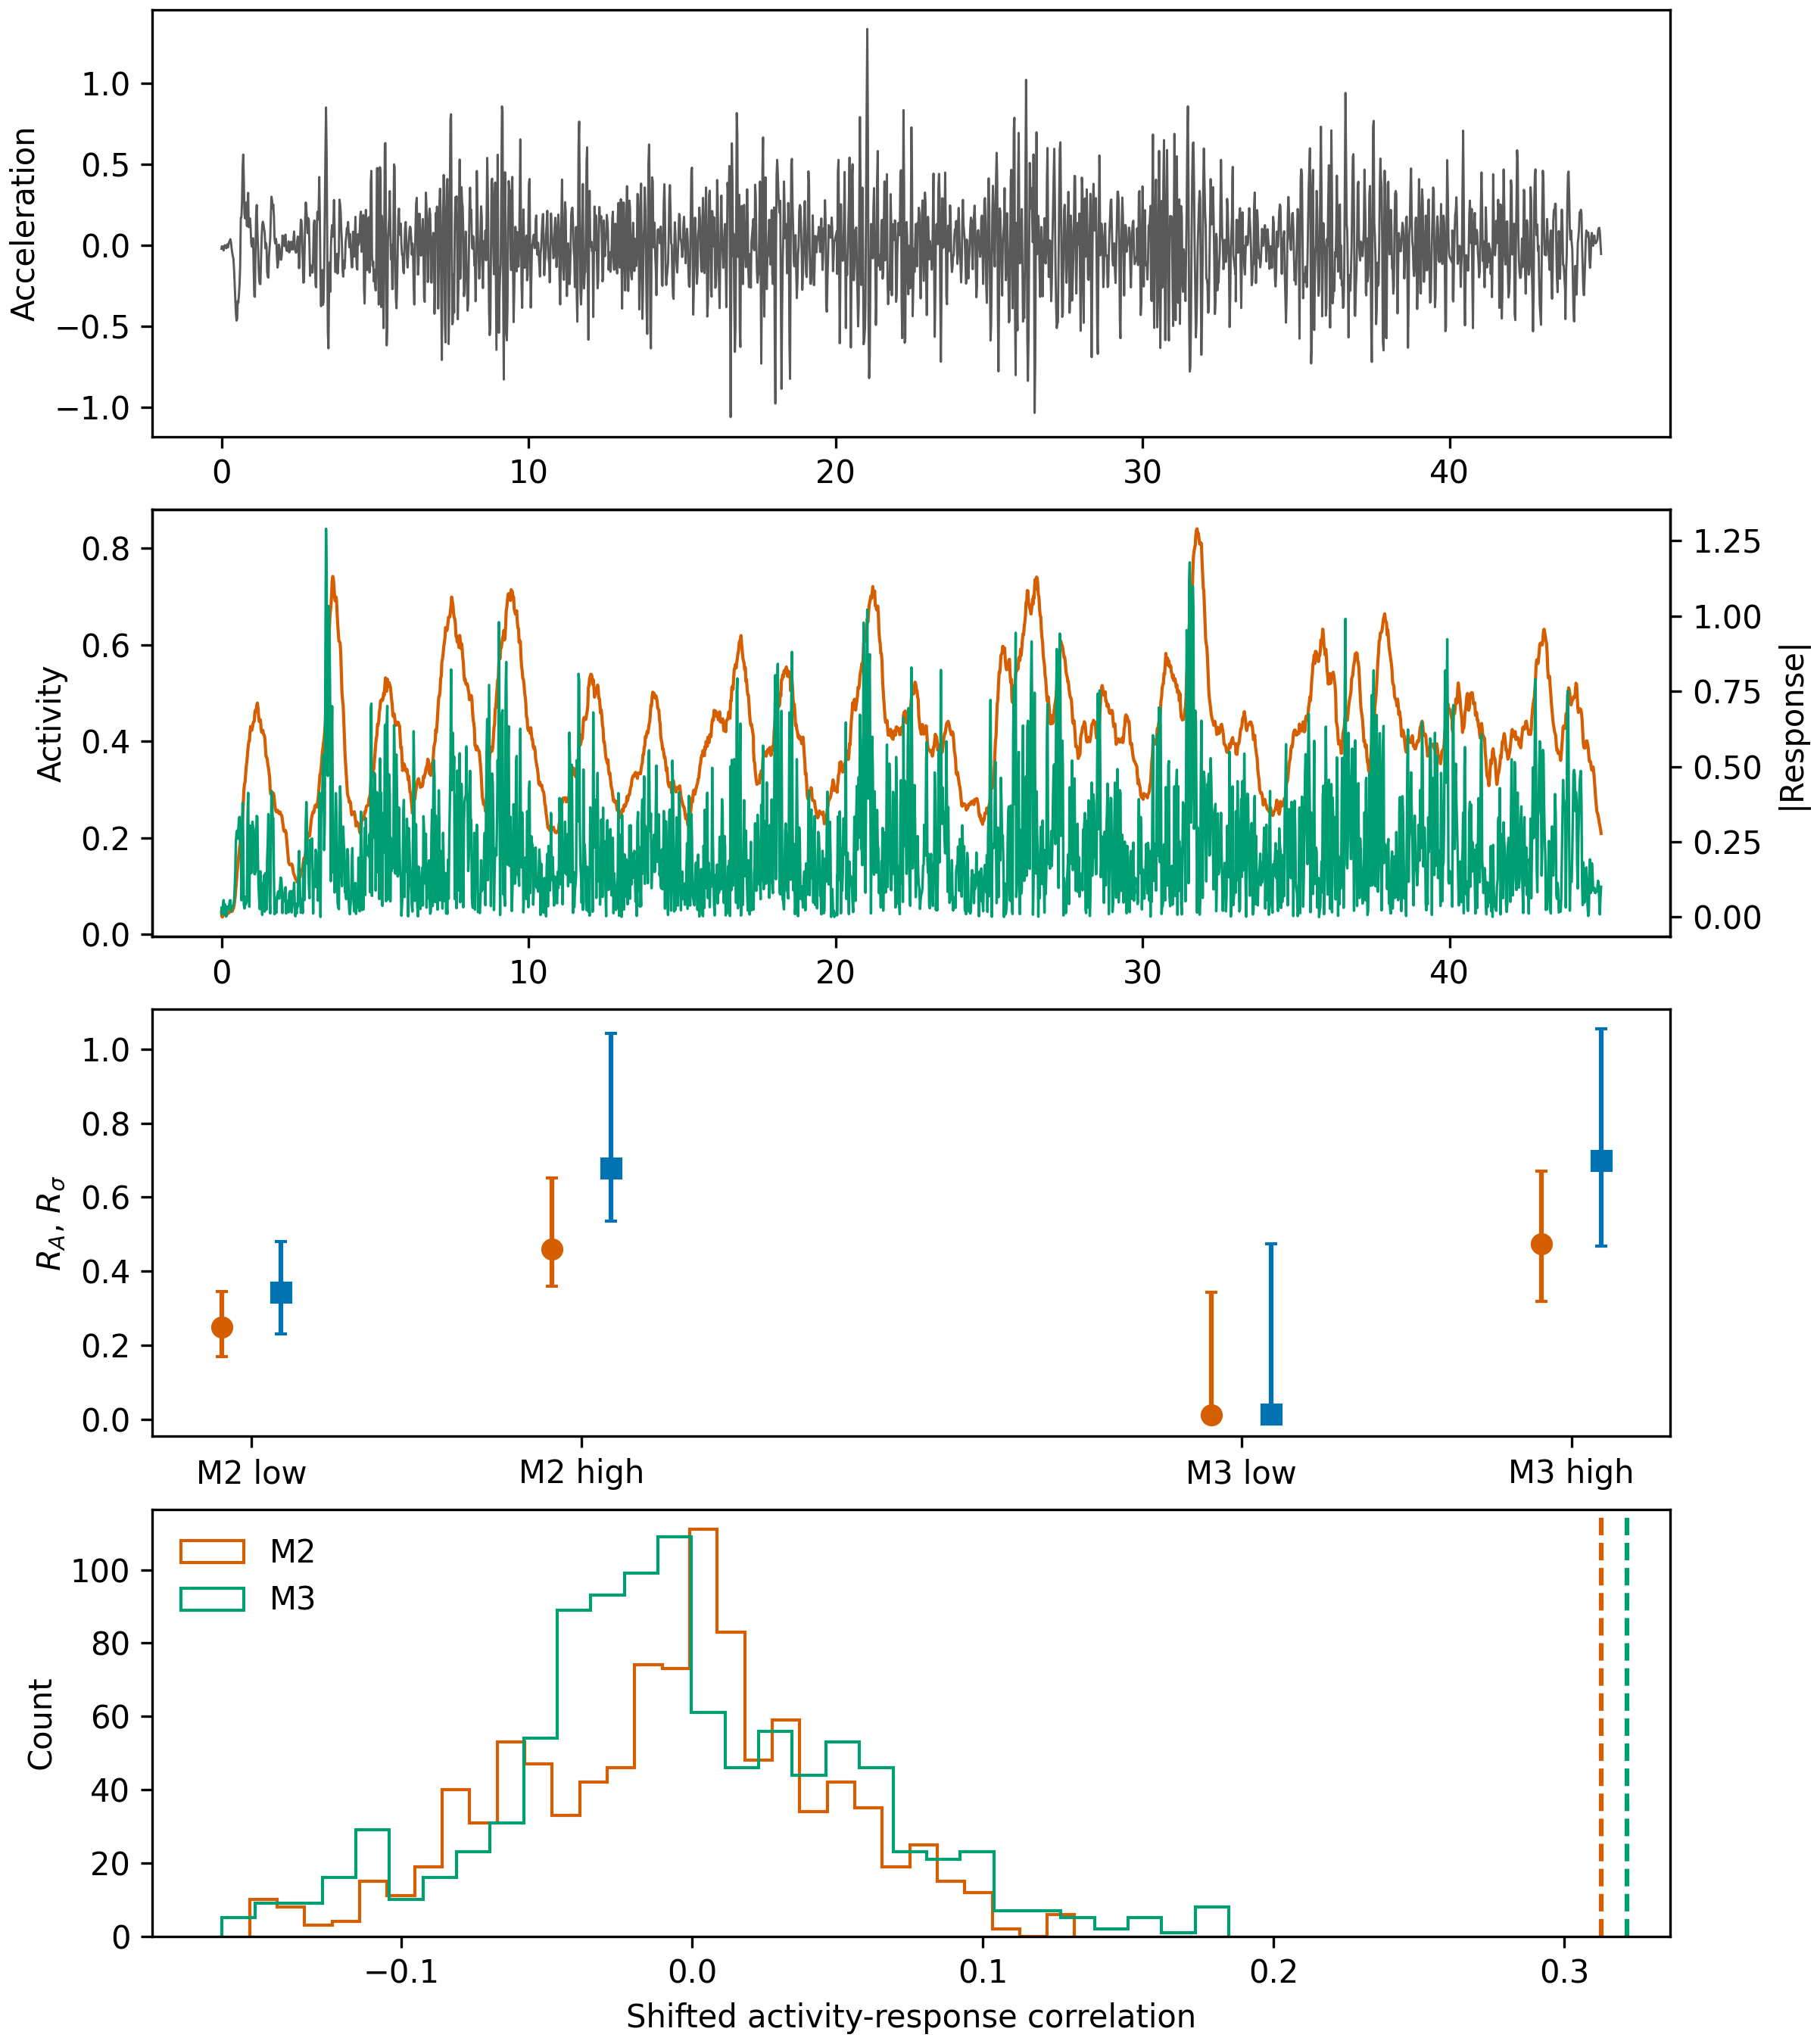 Acceleration
1.0
0.5
0.0
−0.5
−1.0
0 10 20 30 40
Activity
0.8
0.6
0.4
0.2
0.0
|Response|
1.25
1.00
0.75
0.50
0.25
0.00
0 10 20 30 40
R_A, R_σ
1.0
0.8
0.6
0.4
0.2
0.0
M2 low M2 high M3 low M3 high
Count
100
80
60
40
20
0
M2
M3
−0.1 0.0 0.1 0.2 0.3
Shifted activity-response correlation